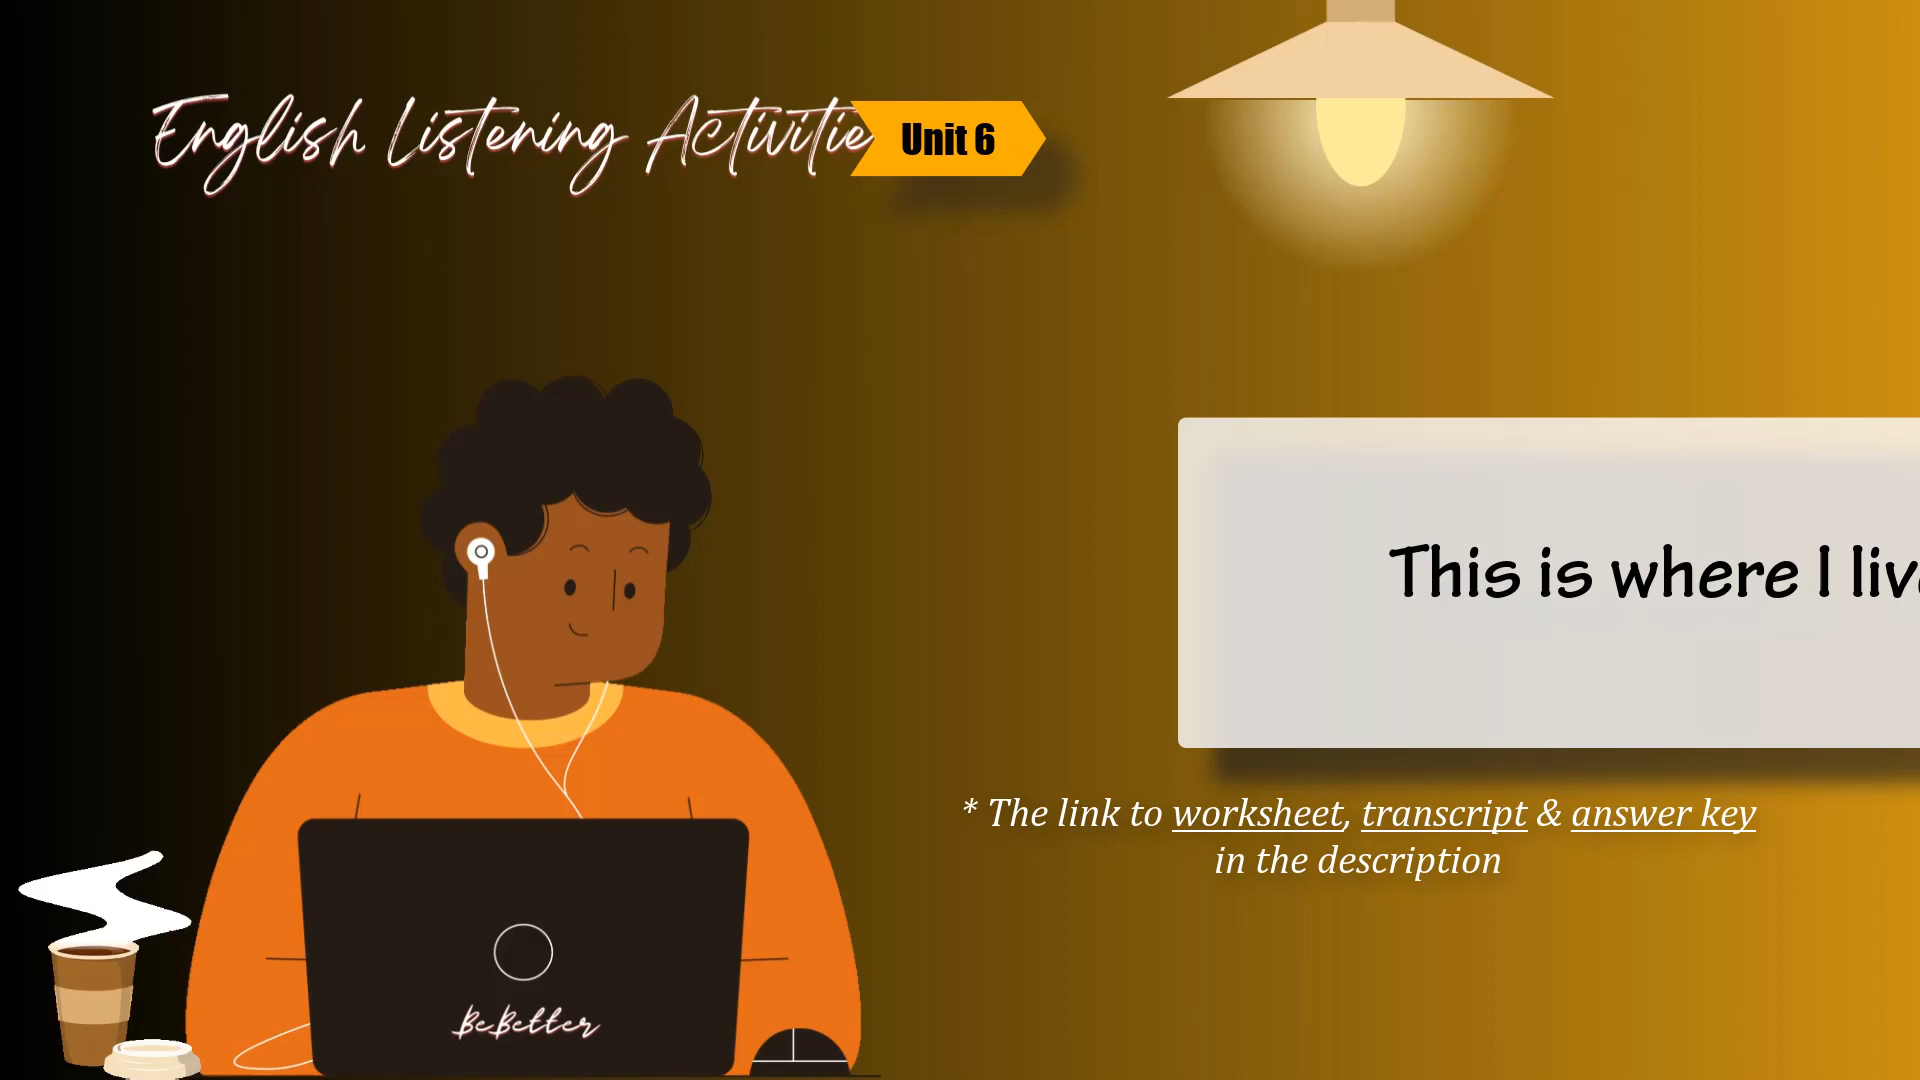 English Listening Activitie
Unit 6
This is where I liv
* The link to worksheet, transcript & answer key
in the description
BeBetter